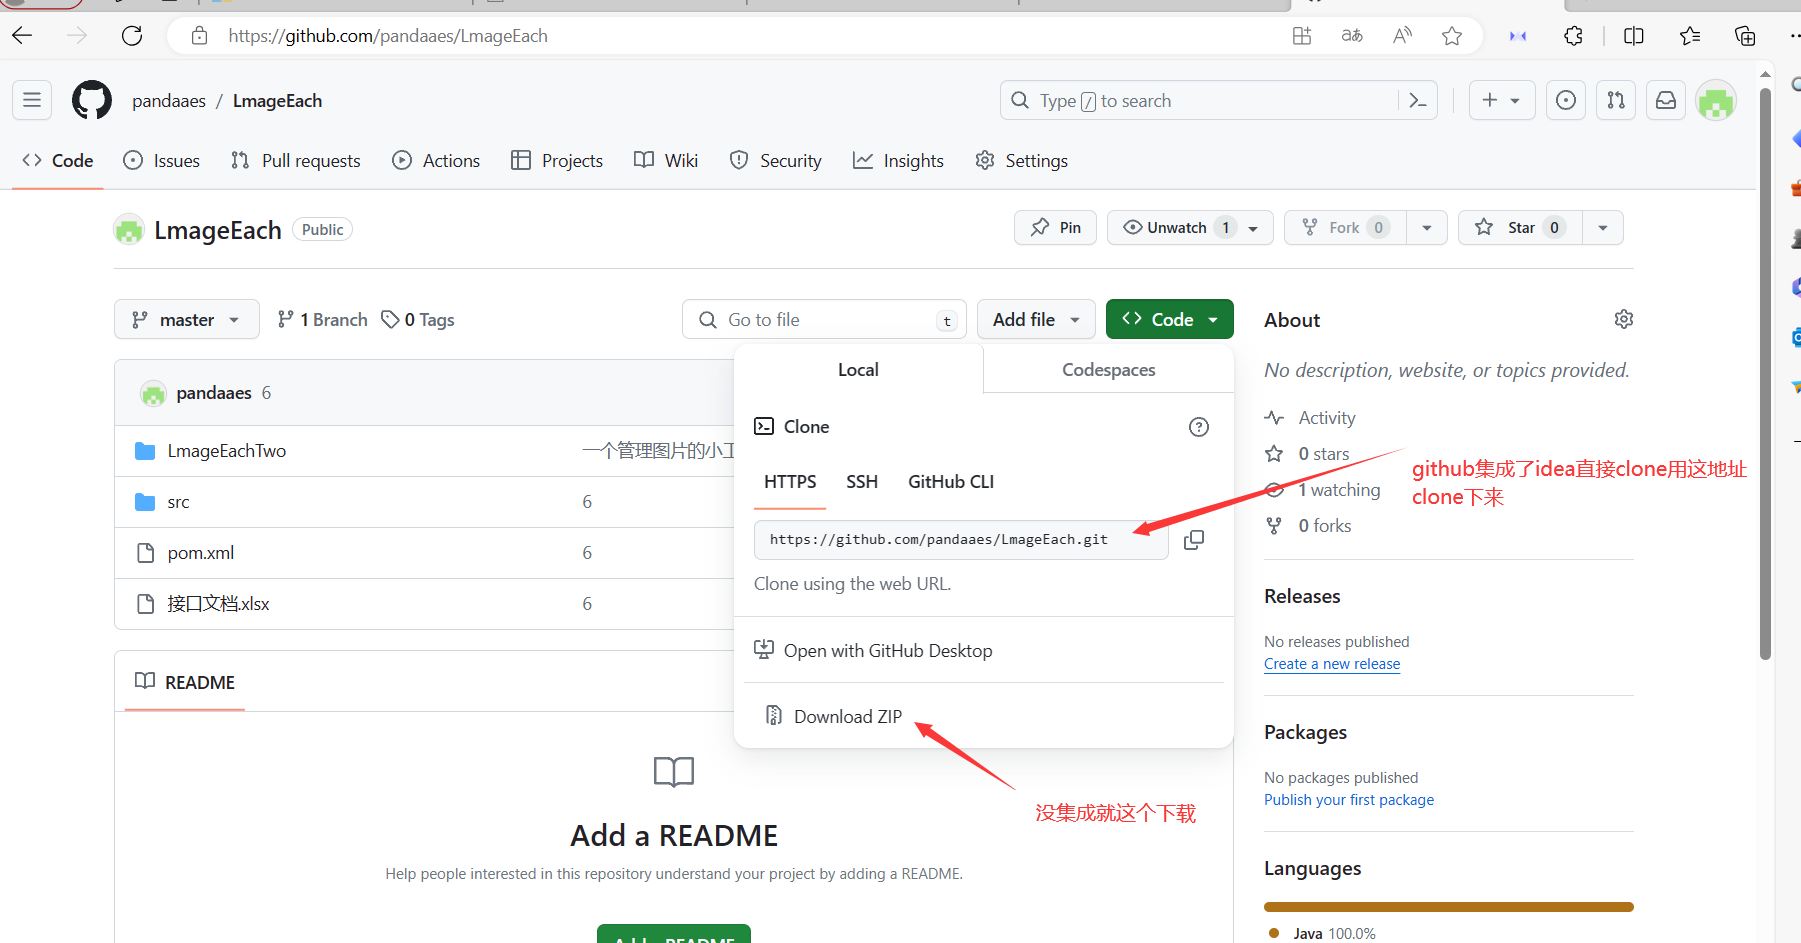 https://github.com/pandaaes/LmageEach
pandaaes / LmageEach
Type / to search
Code
Issues
Pull requests
Actions
Projects
Wiki
Security
Insights
Settings
LmageEach Public
Pin
Unwatch 1
Fork 0
Star 0
master
1 Branch
0 Tags
Go to file t
Add file
Code
About
No description, website, or topics provided.
Local
Codespaces
pandaaes 6
LmageEachTwo
一个管理图片的小工
src 6
pom.xml 6
接口文档.xlsx 6
Clone
HTTPS SSH GitHub CLI
https://github.com/pandaaes/LmageEach.git
Clone using the web URL.
Open with GitHub Desktop
Download ZIP
github集成了idea直接clone用这地址
clone下来
没集成就这个下载
Activity
0 stars
1 watching
0 forks
Releases
No releases published
Create a new release
Packages
No packages published
Publish your first package
Languages
Java 100.0%
README
Add a README
Help people interested in this repository understand your project by adding a README.
Add a README